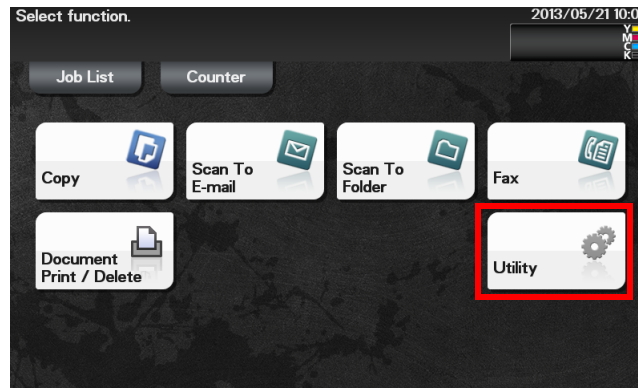 Select function.
2013/05/21 10:0
Y
M
C
K
Job List
Counter
Copy
Scan To
E-mail
Scan To
Folder
Fax
Document
Print / Delete
Utility